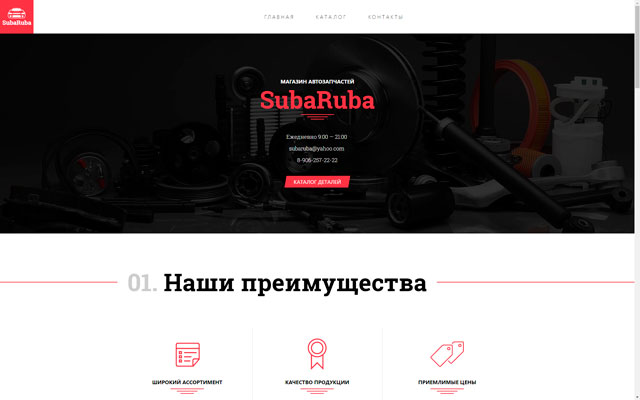 SubaRuba
ГЛАВНАЯ КАТАЛОГ КОНТАКТЫ
МАГАЗИН АВТОЗАПЧАСТЕЙ
SubaRuba
Ежедневно 9:00 — 21:00
subaruba@yahoo.com
8-906-257-22-22
КАТАЛОГ ДЕТАЛЕЙ
01. Наши преимущества
ШИРОКИЙ АССОРТИМЕНТ КАЧЕСТВО ПРОДУКЦИИ ПРИЕМЛИМЫЕ ЦЕНЫ